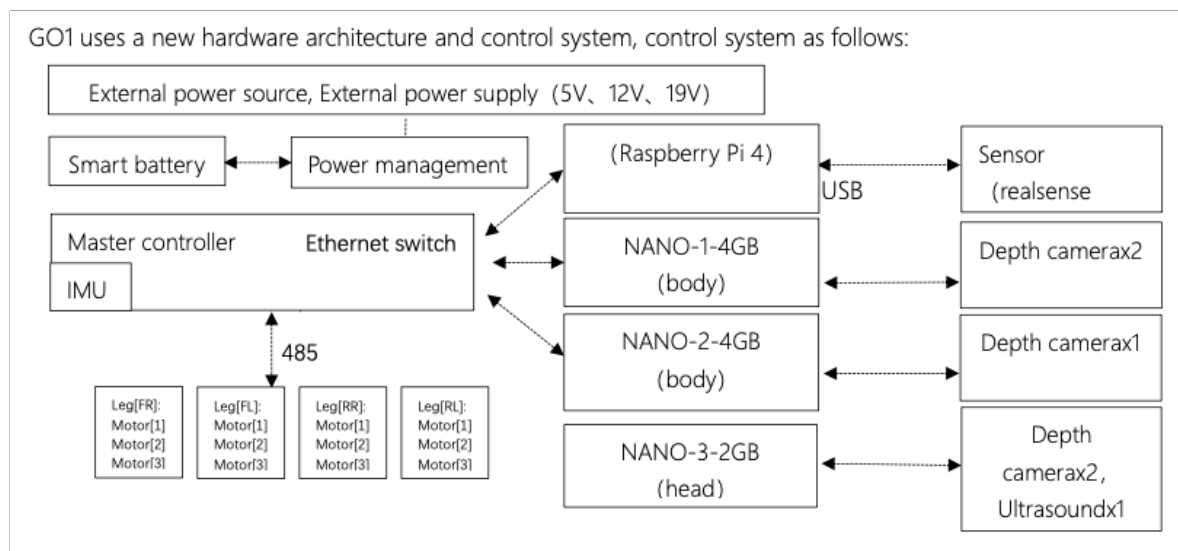 GO1 uses a new hardware architecture and control system, control system as follows:
External power source, External power supply（5V、12V、19V）
Smart battery
Power management
Master controller
Ethernet switch
IMU
485
Leg[FR]:
Motor[1]
Motor[2]
Motor[3]
Leg[FL]:
Motor[1]
Motor[2]
Motor[3]
Leg[RR]:
Motor[1]
Motor[2]
Motor[3]
Leg[RL]:
Motor[1]
Motor[2]
Motor[3]
(Raspberry Pi 4)
USB
Sensor
(realsense
NANO-1-4GB
(body)
Depth camerax2
NANO-2-4GB
(body)
Depth camerax1
NANO-3-2GB
(head)
Depth
camerax2，
Ultrasoundx1